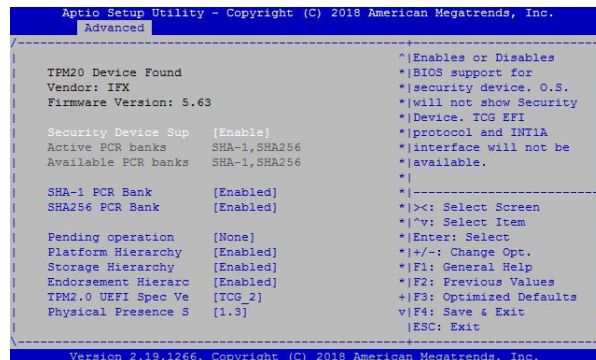 Aptio Setup Utility - Copyright (C) 2018 American Megatrends, Inc.
Advanced
/----------------------------------------------------+-------------------------
^|Enables or Disables
TPM20 Device Found *|BIOS support for
Vendor: IFX *|security device. O.S.
Firmware Version: 5.63 *|will not show Security
*|Device. TCG EFI
Security Device Sup [Enable] *|protocol and INT1A
Active PCR banks SHA-1,SHA256 *|interface will not be
Available PCR banks SHA-1,SHA256 *|available.
*|
SHA-1 PCR Bank [Enabled] *|-------------------------
SHA256 PCR Bank [Enabled] *|><: Select Screen
*|^v: Select Item
Pending operation [None] *|Enter: Select
Platform Hierarchy [Enabled] *|+/-: Change Opt.
Storage Hierarchy [Enabled] *|F1: General Help
Endorsement Hierarc [Enabled] *|F2: Previous Values
TPM2.0 UEFI Spec Ve [TCG_2] +|F3: Optimized Defaults
Physical Presence S [1.3] v|F4: Save & Exit
|ESC: Exit
\----------------------------------------------------+-------------------------
Version 2.19.1266. Copyright (C) 2018 American Megatrends, Inc.